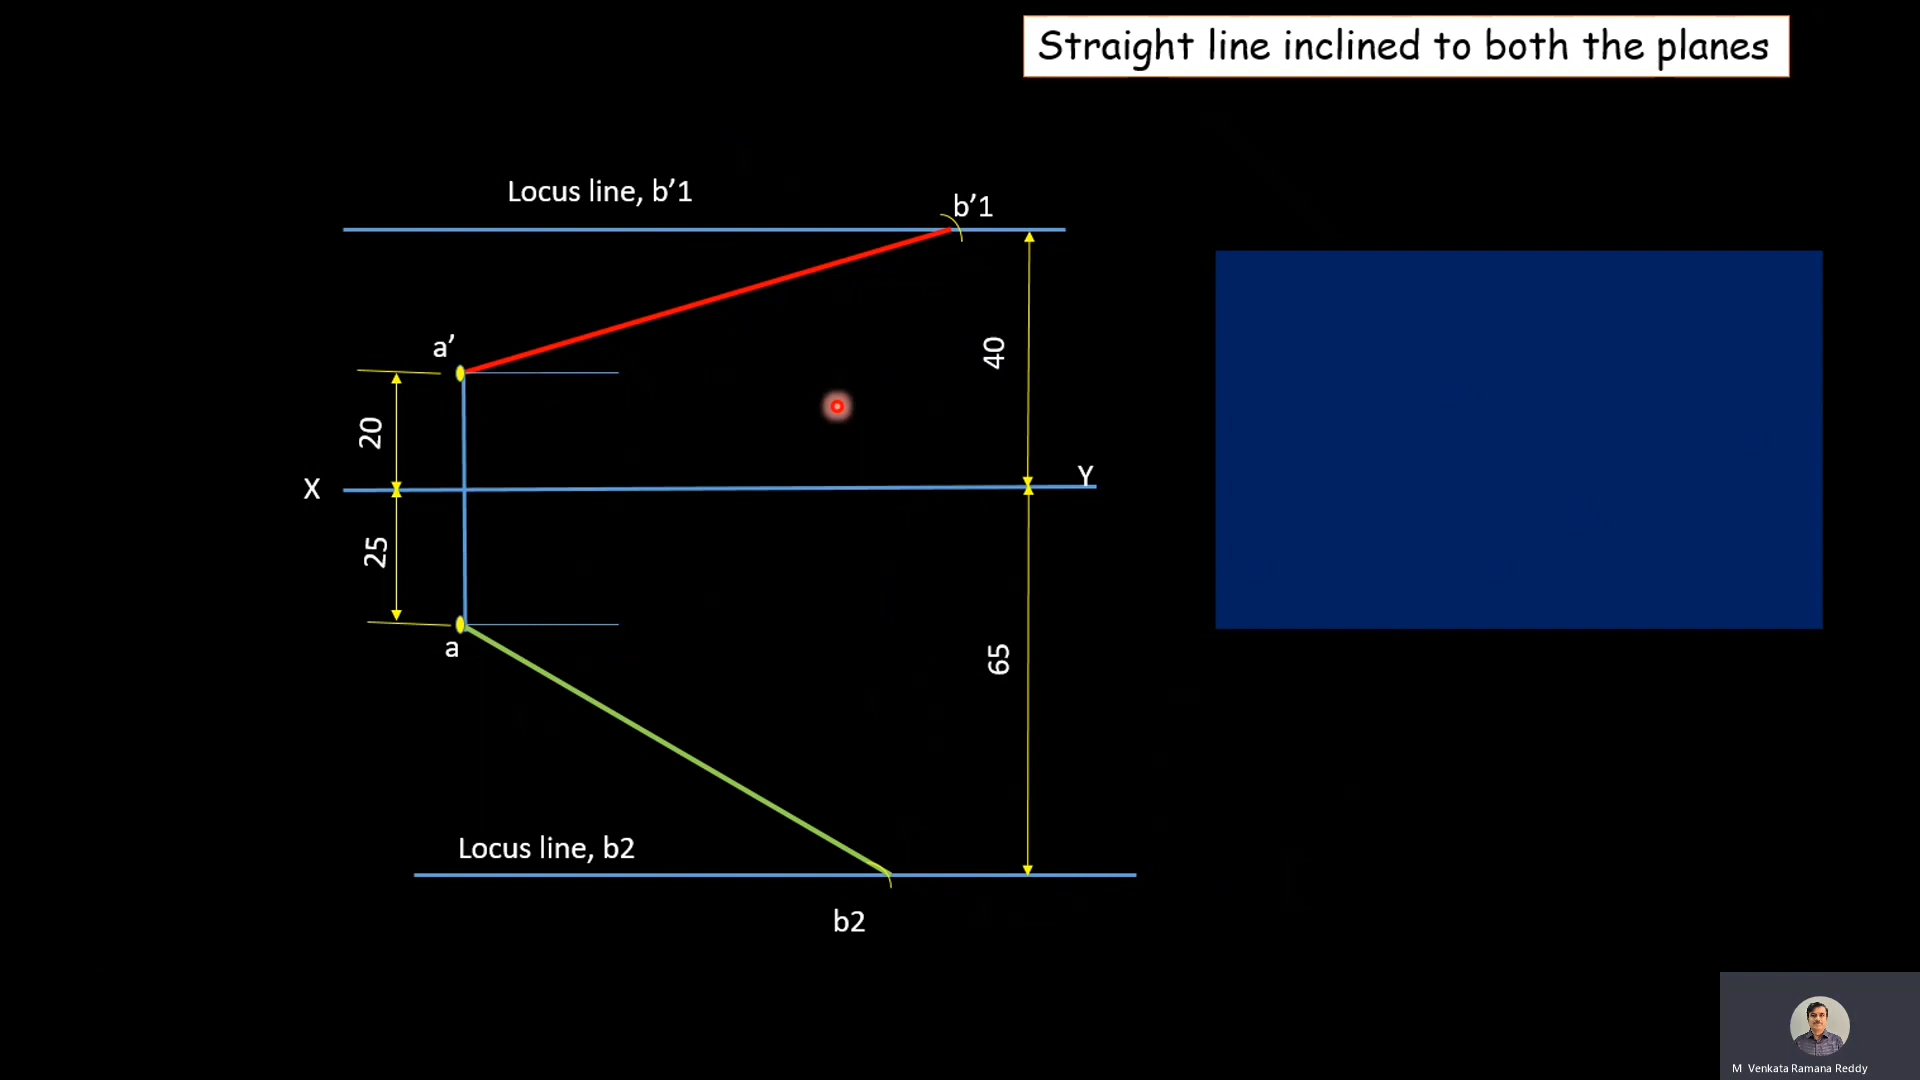 Straight line inclined to both the planes
Locus line, b’1
b’1
a’
40
20
X
Y
25
a
65
Locus line, b2
b2
M Venkata Ramana Reddy